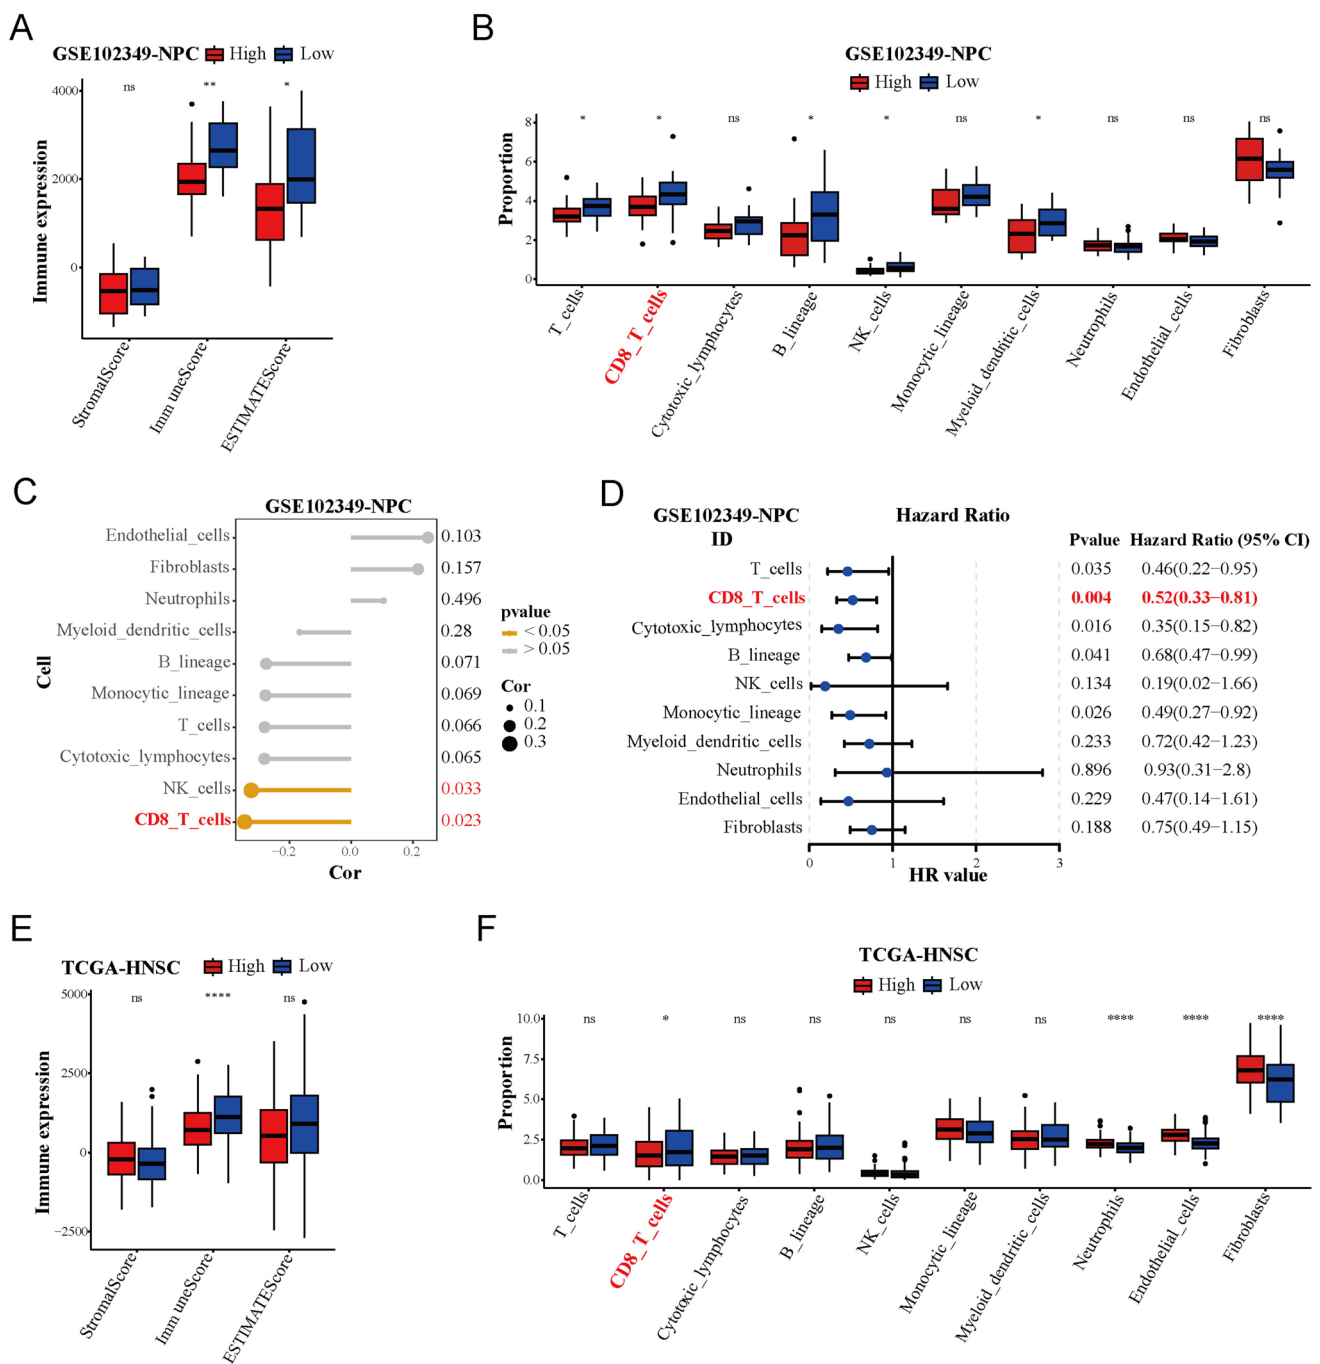 A
GSE102349-NPC High Low
Immune expression
4000
2000
0
ns ** *
StromalScore
Imm uneScore
ESTIMATEScore
B
GSE102349-NPC
High Low
Proportion
8
6
4
2
0
* * ns * * ns * ns ns ns
T_cells
CD8_T_cells
Cytotoxic_lymphocytes
B_lineage
NK_cells
Monocytic_lineage
Myeloid_dendritic_cells
Neutrophils
Endothelial_cells
Fibroblasts
C
GSE102349-NPC
Cell
Endothelial_cells 0.103
Fibroblasts 0.157
Neutrophils 0.496
Myeloid_dendritic_cells 0.28
B_lineage 0.071
Monocytic_lineage 0.069
T_cells 0.066
Cytotoxic_lymphocytes 0.065
NK_cells 0.033
CD8_T_cells 0.023
−0.2 0.0 0.2
Cor
pvalue
< 0.05
> 0.05
Cor
0.1
0.2
0.3
D
GSE102349-NPC Hazard Ratio
ID Pvalue Hazard Ratio (95% CI)
T_cells 0.035 0.46(0.22−0.95)
CD8_T_cells 0.004 0.52(0.33−0.81)
Cytotoxic_lymphocytes 0.016 0.35(0.15−0.82)
B_lineage 0.041 0.68(0.47−0.99)
NK_cells 0.134 0.19(0.02−1.66)
Monocytic_lineage 0.026 0.49(0.27−0.92)
Myeloid_dendritic_cells 0.233 0.72(0.42−1.23)
Neutrophils 0.896 0.93(0.31−2.8)
Endothelial_cells 0.229 0.47(0.14−1.61)
Fibroblasts 0.188 0.75(0.49−1.15)
0 1 2 3
HR value
E
TCGA-HNSC High Low
Immune expression
5000
2500
0
−2500
ns **** ns
StromalScore
Imm uneScore
ESTIMATEScore
F
TCGA-HNSC
High Low
Proportion
10.0
7.5
5.0
2.5
0.0
ns * ns ns ns ns ns **** **** ****
T_cells
CD8_T_cells
Cytotoxic_lymphocytes
B_lineage
NK_cells
Monocytic_lineage
Myeloid_dendritic_cells
Neutrophils
Endothelial_cells
Fibroblasts